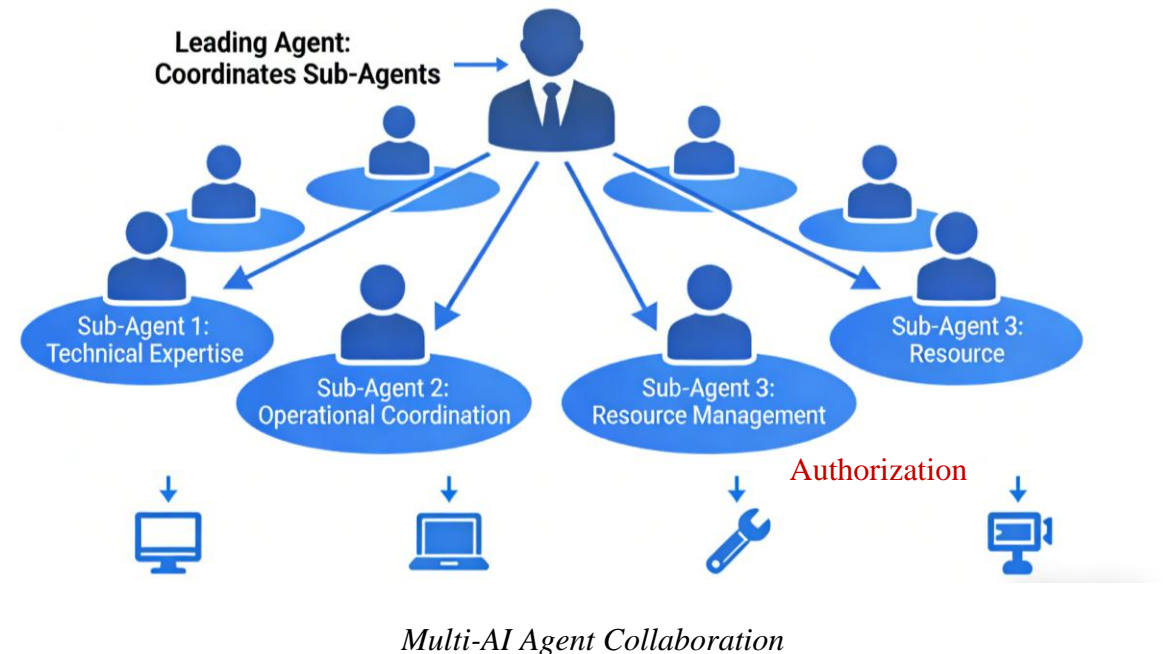 Leading Agent:
Coordinates Sub-Agents
Sub-Agent 1:
Technical Expertise
Sub-Agent 2:
Operational Coordination
Sub-Agent 3:
Resource Management
Sub-Agent 3:
Resource
Authorization
Multi-AI Agent Collaboration